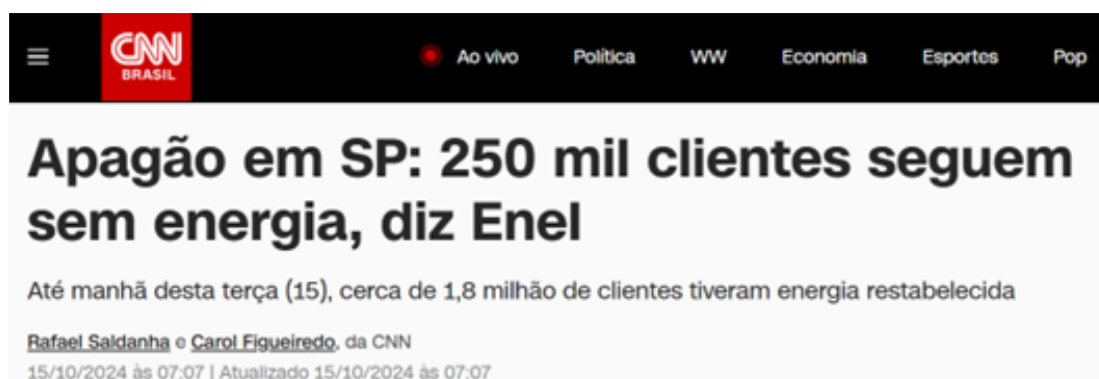 CNN
BRASIL
Ao vivo Política WW Economia Esportes Pop
Apagão em SP: 250 mil clientes seguem
sem energia, diz Enel
Até manhã desta terça (15), cerca de 1,8 milhão de clientes tiveram energia restabelecida
Rafael Saldanha e Carol Figueiredo, da CNN
15/10/2024 às 07:07 | Atualizado 15/10/2024 às 07:07